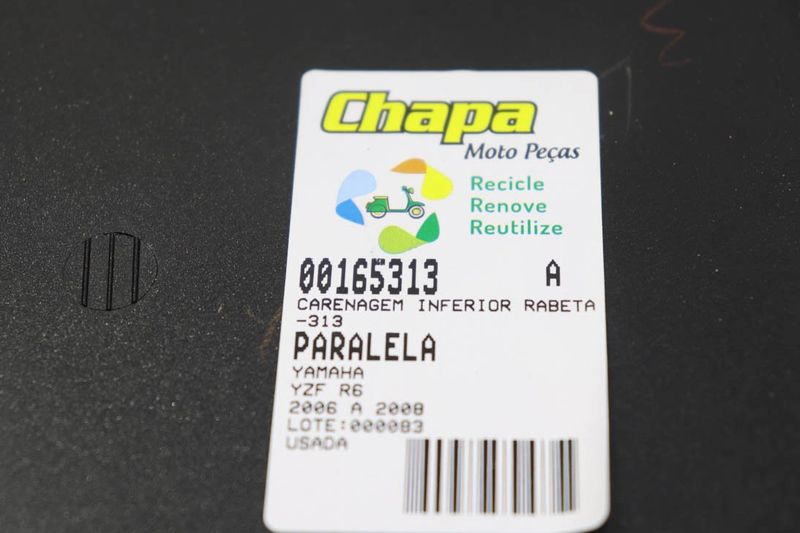 Chapa
Moto Peças
Recicle
Renove
Reutilize
00165313 A
CARENAGEM INFERIOR RABETA
-313
PARALELA
YAMAHA
YZF R6
2006 A 2008
LOTE:000083
USADA